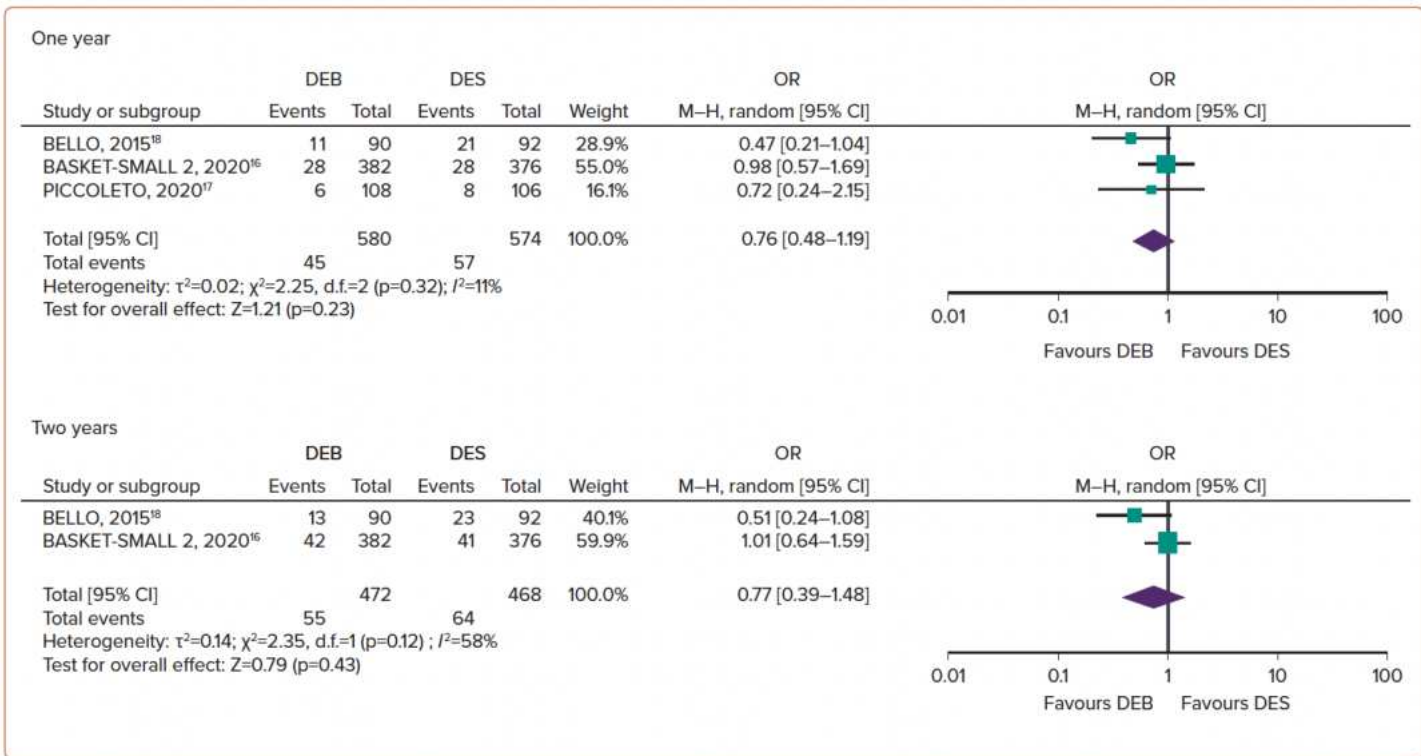 One year
DEB DES OR OR
Study or subgroup Events Total Events Total Weight M–H, random [95% CI] M–H, random [95% CI]
BELLO, 2015¹⁸ 11 90 21 92 28.9% 0.47 [0.21–1.04]
BASKET-SMALL 2, 2020¹⁶ 28 382 28 376 55.0% 0.98 [0.57–1.69]
PICCOLETO, 2020¹⁷ 6 108 8 106 16.1% 0.72 [0.24–2.15]
Total [95% CI] 580 574 100.0% 0.76 [0.48–1.19]
Total events 45 57
Heterogeneity: τ²=0.02; χ²=2.25, d.f.=2 (p=0.32); I²=11%
Test for overall effect: Z=1.21 (p=0.23)
0.01 0.1 1 10 100
Favours DEB Favours DES
Two years
DEB DES OR OR
Study or subgroup Events Total Events Total Weight M–H, random [95% CI] M–H, random [95% CI]
BELLO, 2015¹⁸ 13 90 23 92 40.1% 0.51 [0.24–1.08]
BASKET-SMALL 2, 2020¹⁶ 42 382 41 376 59.9% 1.01 [0.64–1.59]
Total [95% CI] 472 468 100.0% 0.77 [0.39–1.48]
Total events 55 64
Heterogeneity: τ²=0.14; χ²=2.35, d.f.=1 (p=0.12) ; I²=58%
Test for overall effect: Z=0.79 (p=0.43)
0.01 0.1 1 10 100
Favours DEB Favours DES